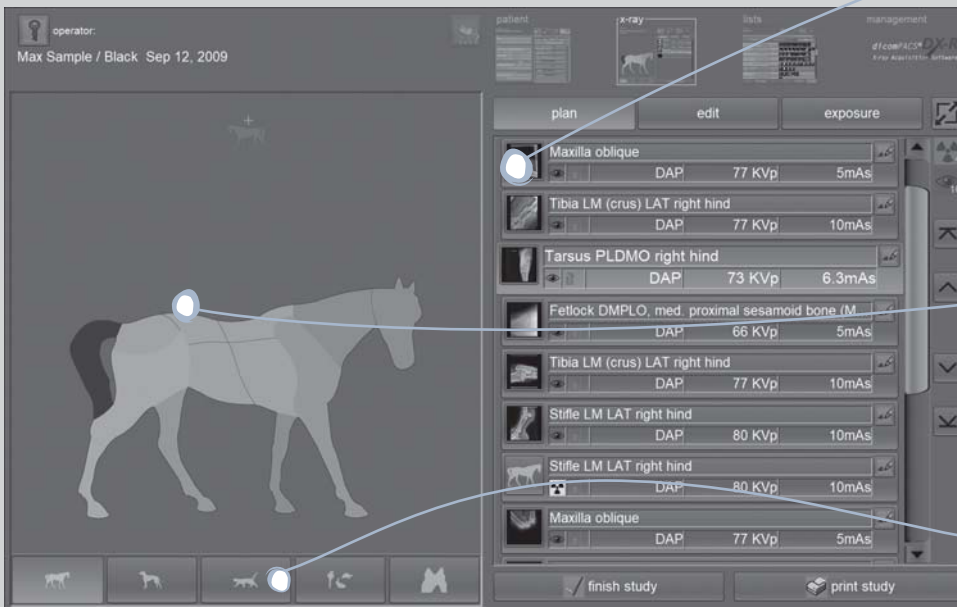 operator:
Max Sample / Black Sep 12, 2009
patient
x-ray
lists
management
dicomPACS® DX-R
X-ray Acquisition Software
plan edit exposure
Maxilla oblique
DAP 77 KVp 5mAs
Tibia LM (crus) LAT right hind
DAP 77 KVp 10mAs
Tarsus PLDMO right hind
DAP 73 KVp 6.3mAs
Fetlock DMPLO, med. proximal sesamoid bone (M
DAP 66 KVp 5mAs
Tibia LM (crus) LAT right hind
DAP 77 KVp 10mAs
Stifle LM LAT right hind
DAP 80 KVp 10mAs
Stifle LM LAT right hind
DAP 80 KVp 10mAs
Maxilla oblique
DAP 77 KVp 5mAs
finish study print study